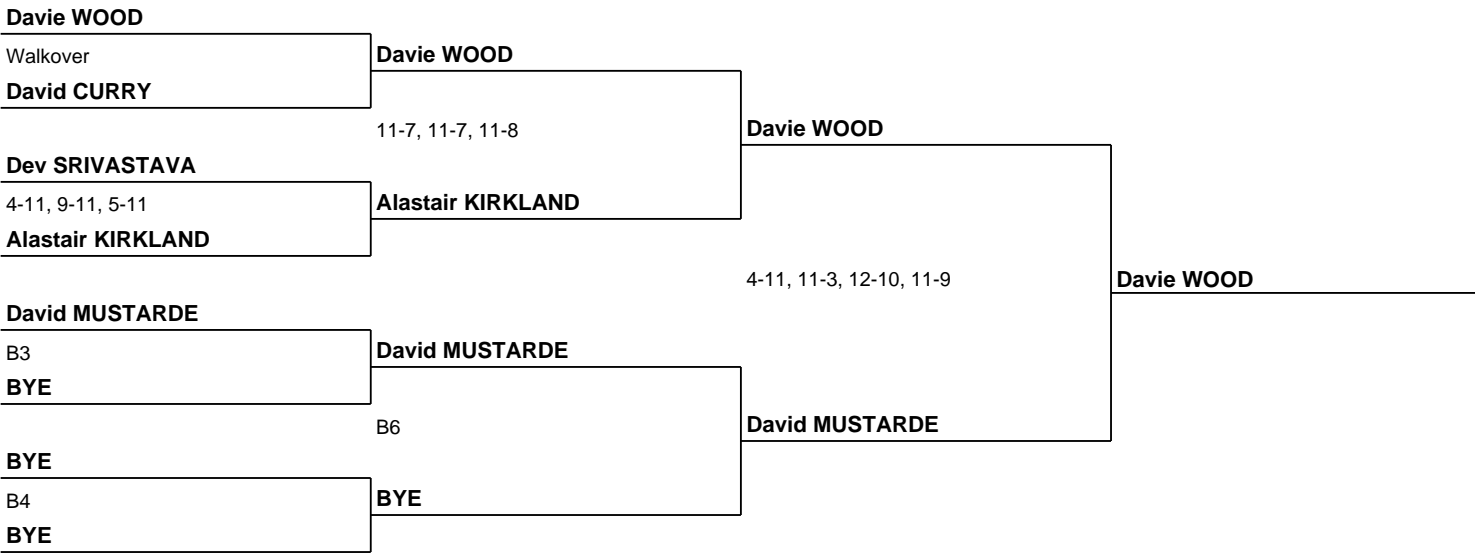 Davie WOOD
Walkover
Davie WOOD
David CURRY
11-7, 11-7, 11-8
Davie WOOD
Dev SRIVASTAVA
4-11, 9-11, 5-11
Alastair KIRKLAND
Alastair KIRKLAND
4-11, 11-3, 12-10, 11-9
Davie WOOD
David MUSTARDE
B3
David MUSTARDE
BYE
B6
David MUSTARDE
BYE
B4
BYE
BYE